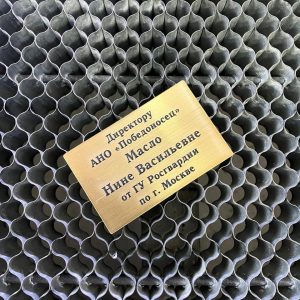 Директору
АНО «Победоносец»
Масло
Нине Васильевне
от ГУ Росгвардии
по г. Москве